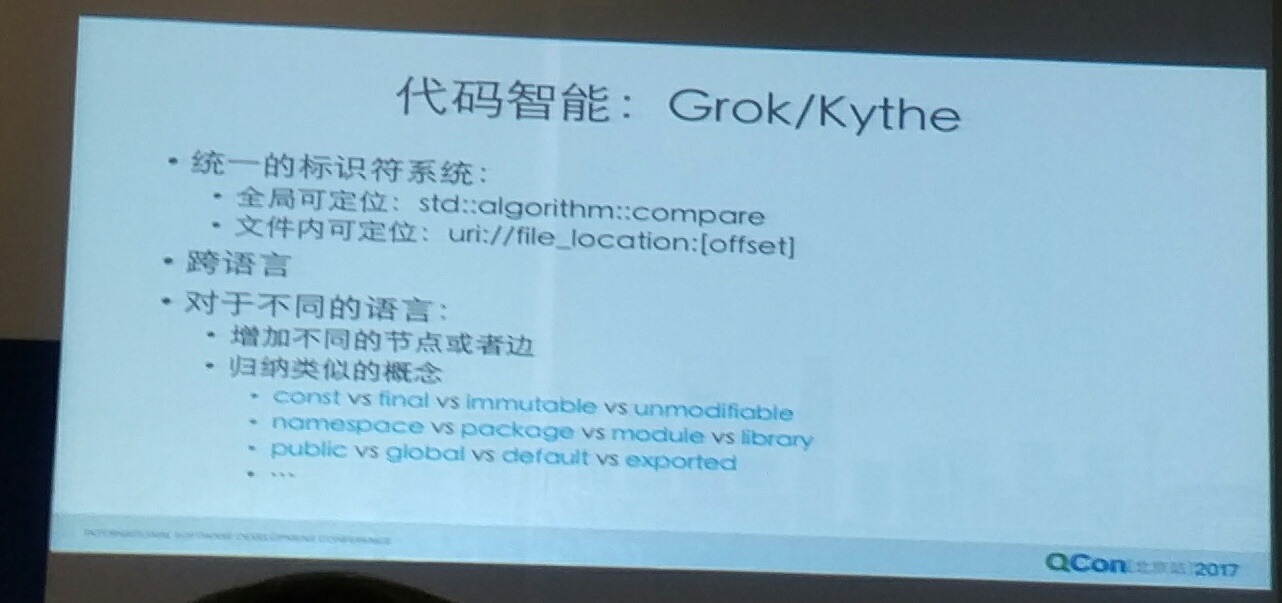 代码智能：Grok/Kythe
• 统一的标识符系统：
• 全局可定位：std::algorithm::compare
• 文件内可定位：uri://file_location:[offset]
• 跨语言
• 对于不同的语言：
• 增加不同的节点或者边
• 归纳类似的概念
• const vs final vs immutable vs unmodifiable
• namespace vs package vs module vs library
• public vs global vs default vs exported
• ...
INTERNATIONAL SOFTWARE DEVELOPMENT CONFERENCE
QCon 北京站 2017